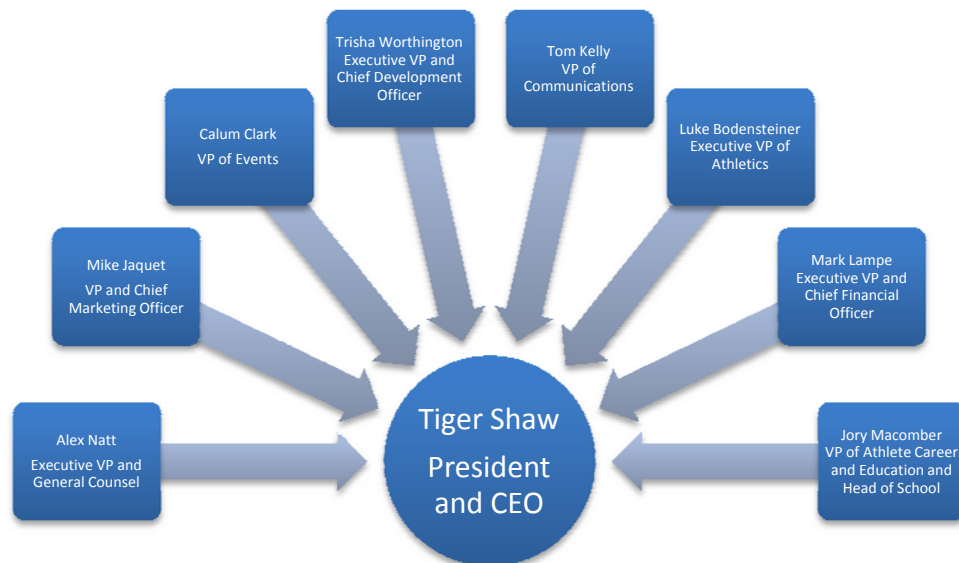 Trisha Worthington
Executive VP and
Chief Development
Officer
Tom Kelly
VP of
Communications
Calum Clark
VP of Events
Luke Bodensteiner
Executive VP of
Athletics
Mike Jaquet
VP and Chief
Marketing Officer
Mark Lampe
Executive VP and
Chief Financial
Officer
Alex Natt
Executive VP and
General Counsel
Tiger Shaw
President
and CEO
Jory Macomber
VP of Athlete Career
and Education and
Head of School